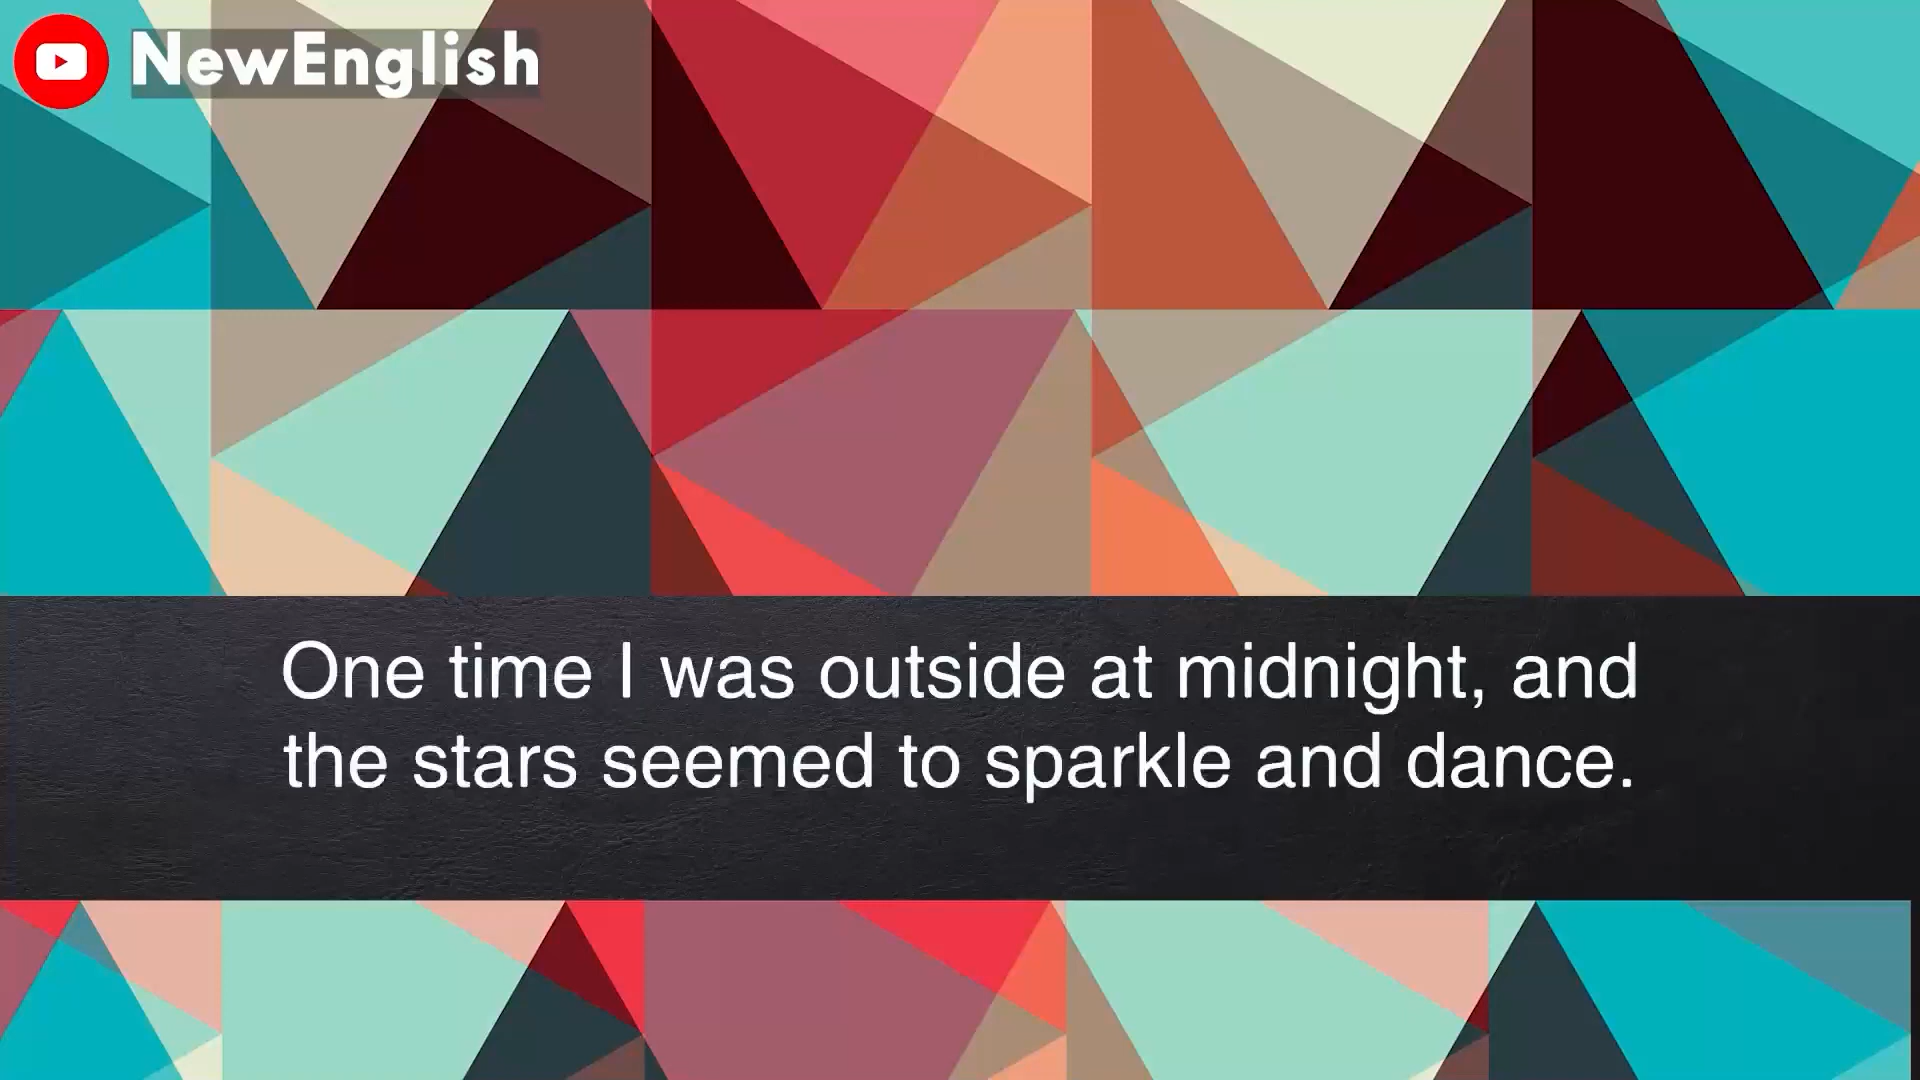 NewEnglish
One time I was outside at midnight, and
the stars seemed to sparkle and dance.